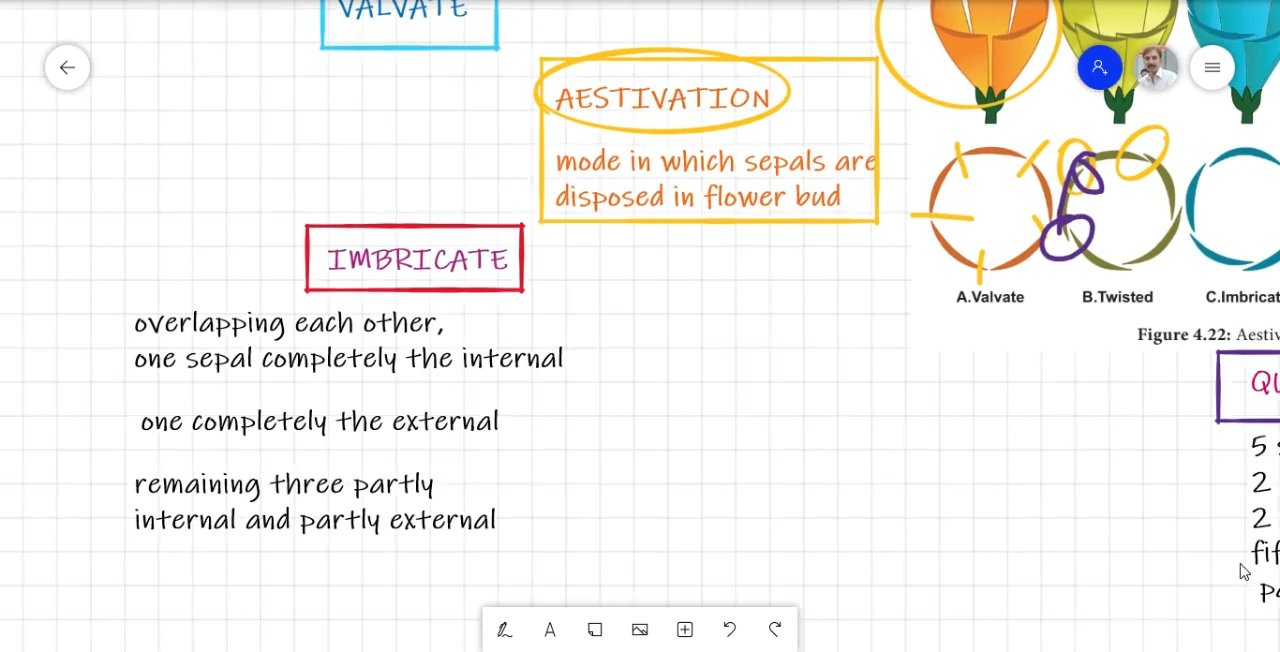 VALVATE
AESTIVATION
mode in which sepals are
disposed in flower bud
IMBRICATE
overlapping each other,
one sepal completely the internal
one completely the external
remaining three partly
internal and partly external
A.Valvate
B.Twisted
C.Imbricat
Figure 4.22: Aestiv
QU
5 s
2
2
fif